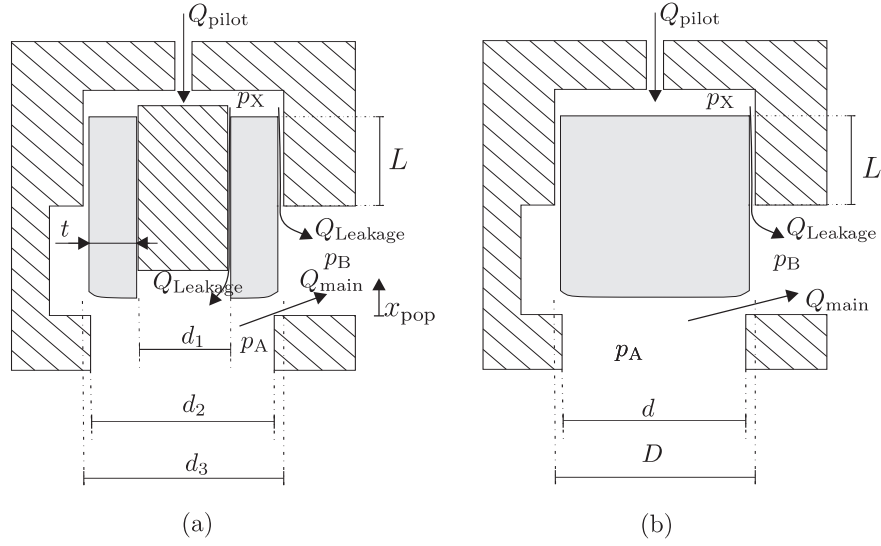 Q_pilot
p_X
L
t
Q_Leakage
p_B
Q_Leakage
Q_main
x_pop
d_1
p_A
d_2
d_3
(a)
Q_pilot
p_X
L
Q_Leakage
p_B
Q_main
p_A
d
D
(b)